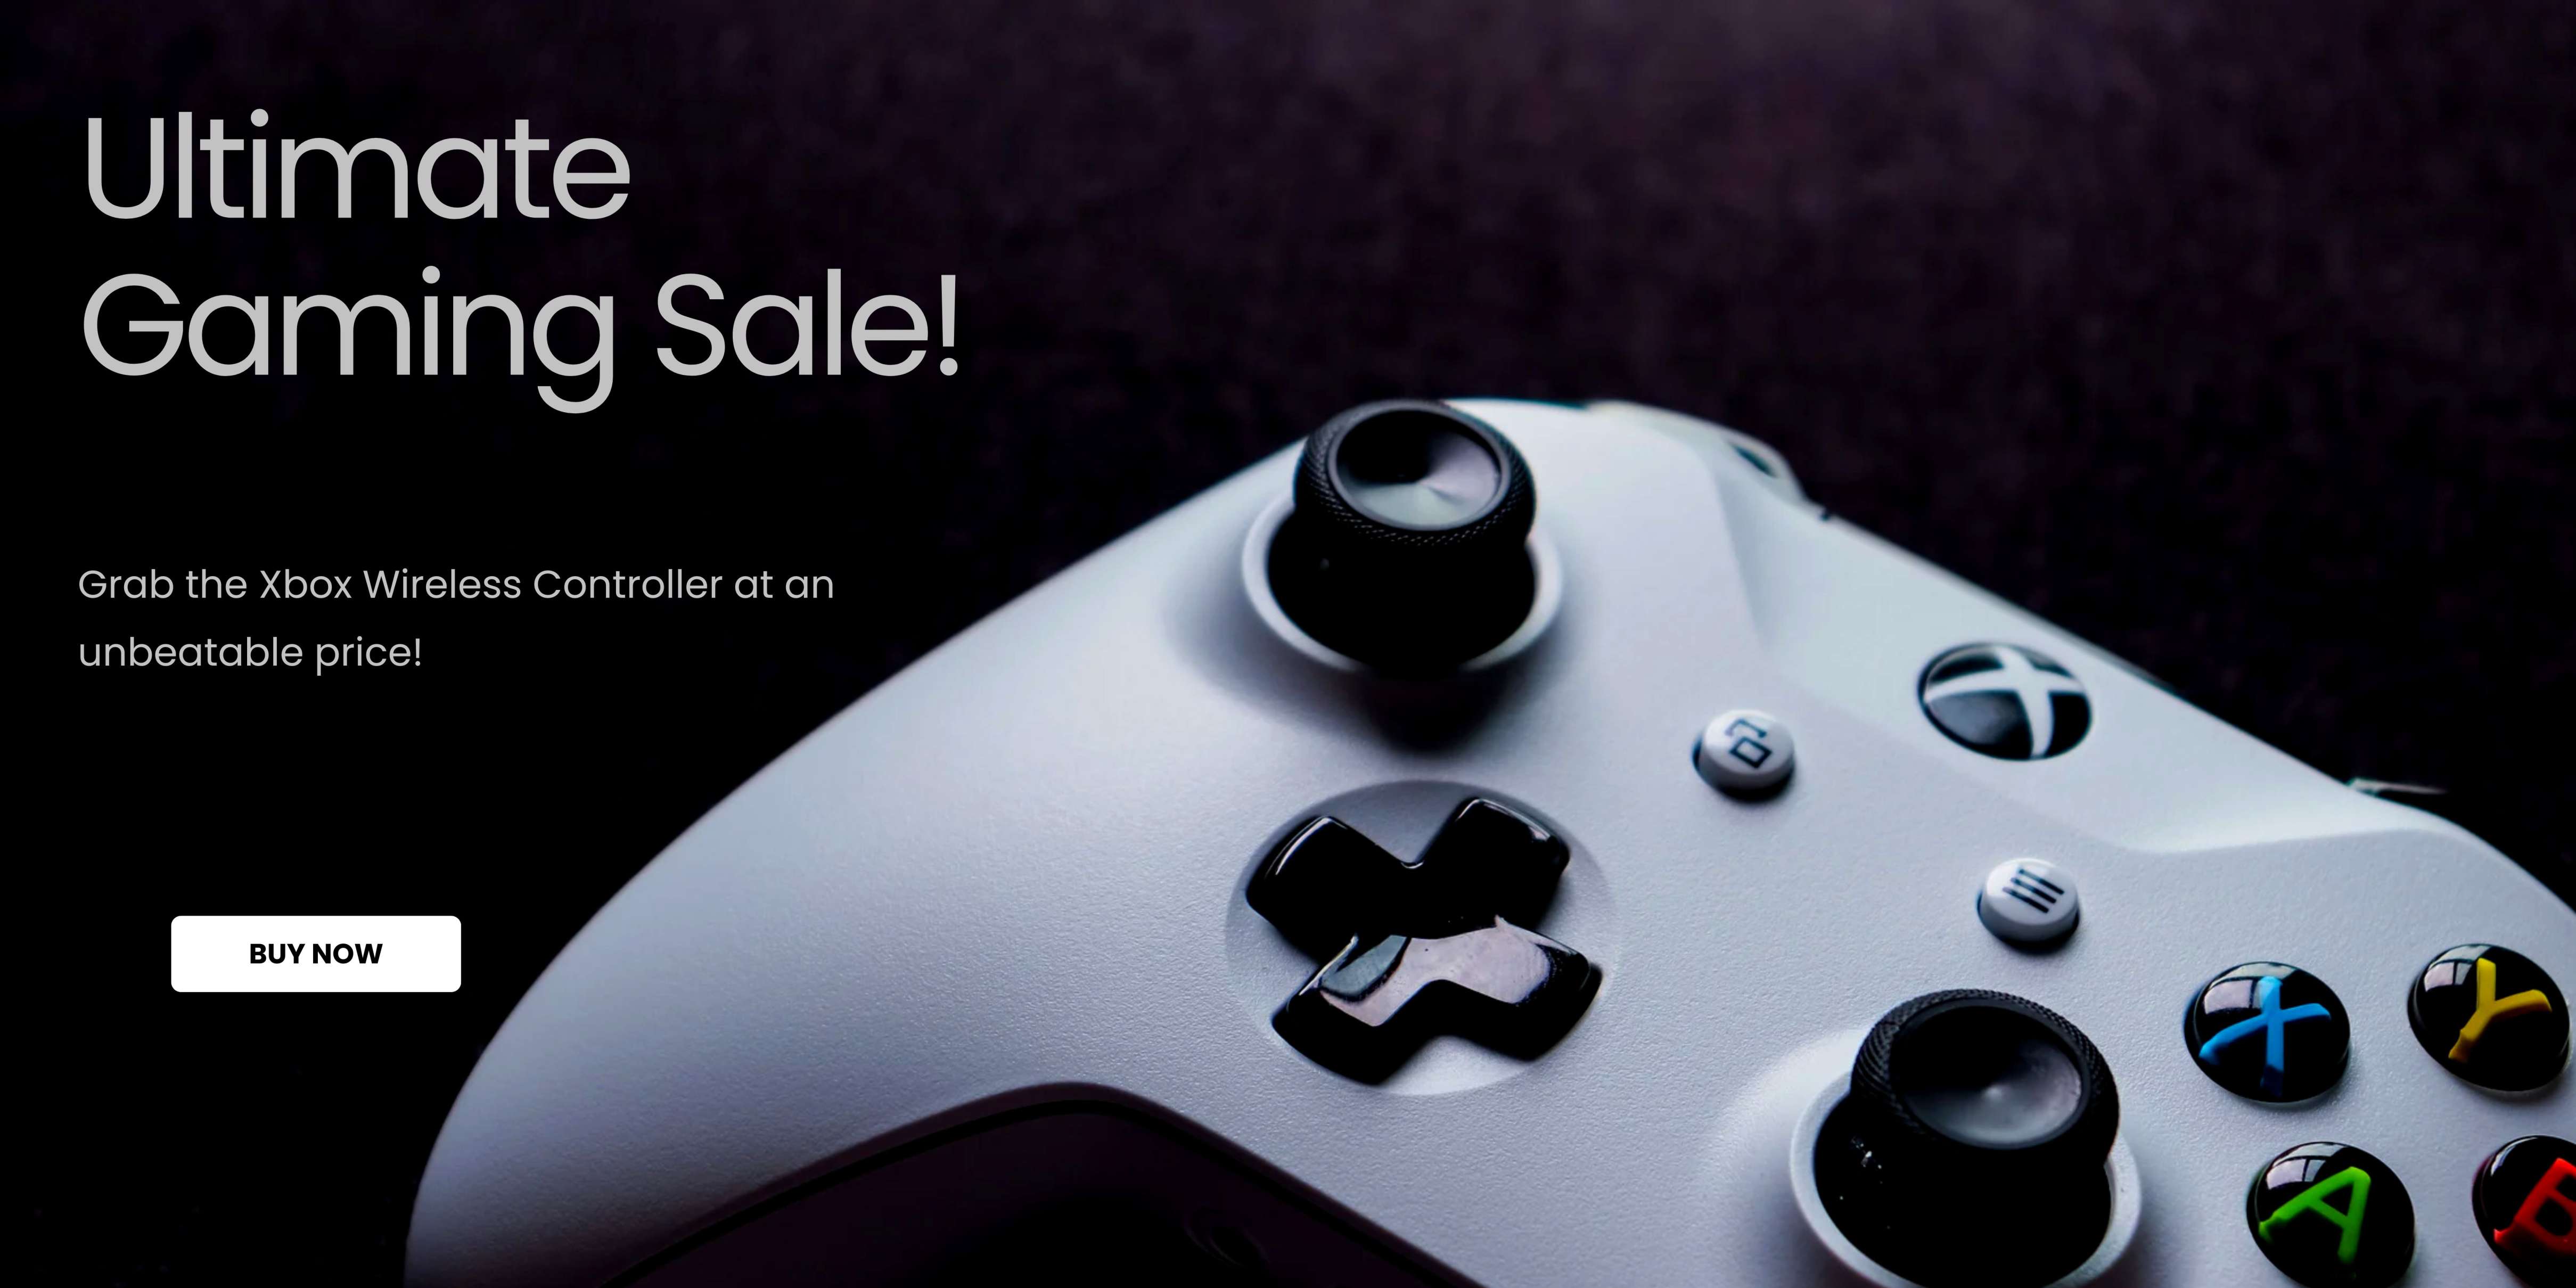 Ultimate
Gaming Sale!
Grab the Xbox Wireless Controller at an
unbeatable price!
BUY NOW
X
Y
A
B